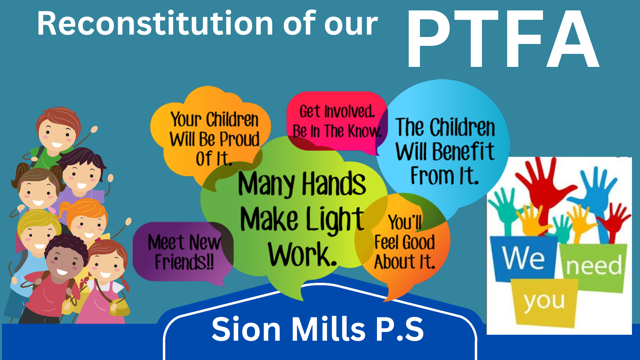 Reconstitution of our
PTFA
Your Children
Will Be Proud
Of It.
Get Involved.
Be In The Know.
The Children
Will Benefit
From It.
Many Hands
Make Light
Work.
Meet New
Friends!!
You'll
Feel Good
About It.
We
need
you
Sion Mills P.S